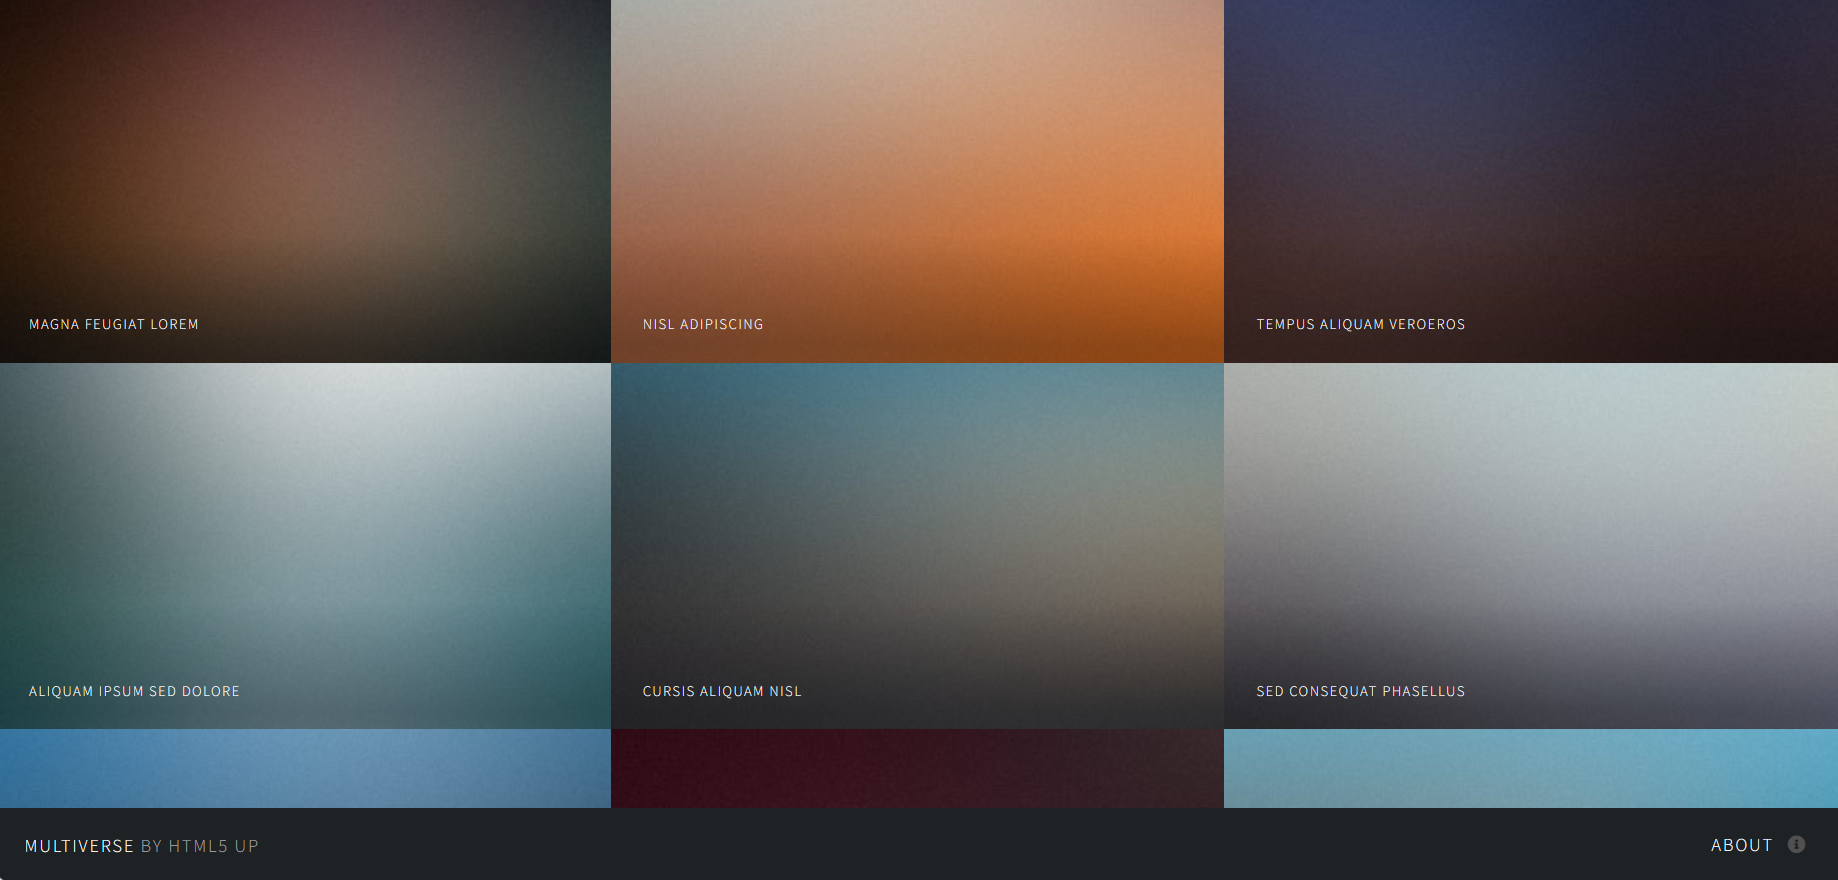 MAGNA FEUGIAT LOREM
NISL ADIPISCING
TEMPUS ALIQUAM VEROEROS
ALIQUAM IPSUM SED DOLORE
CURSIS ALIQUAM NISL
SED CONSEQUAT PHASELLUS
MULTIVERSE BY HTML5 UP
ABOUT